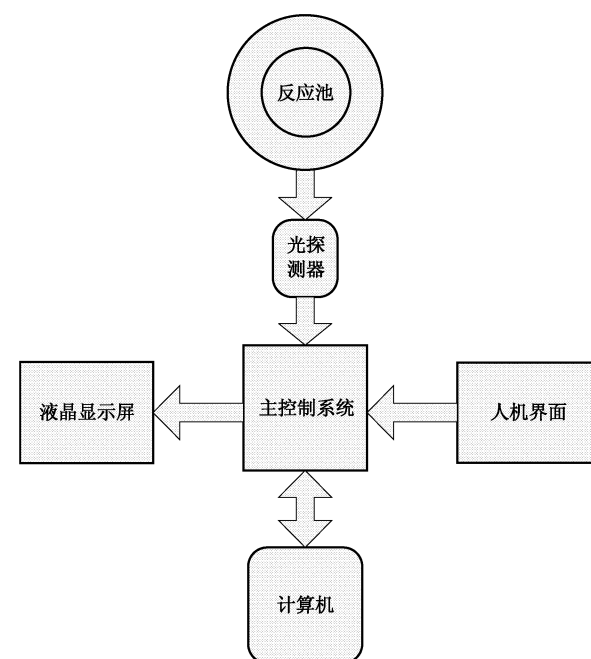 反应池
光探
测器
液晶显示屏
主控制系统
人机界面
计算机